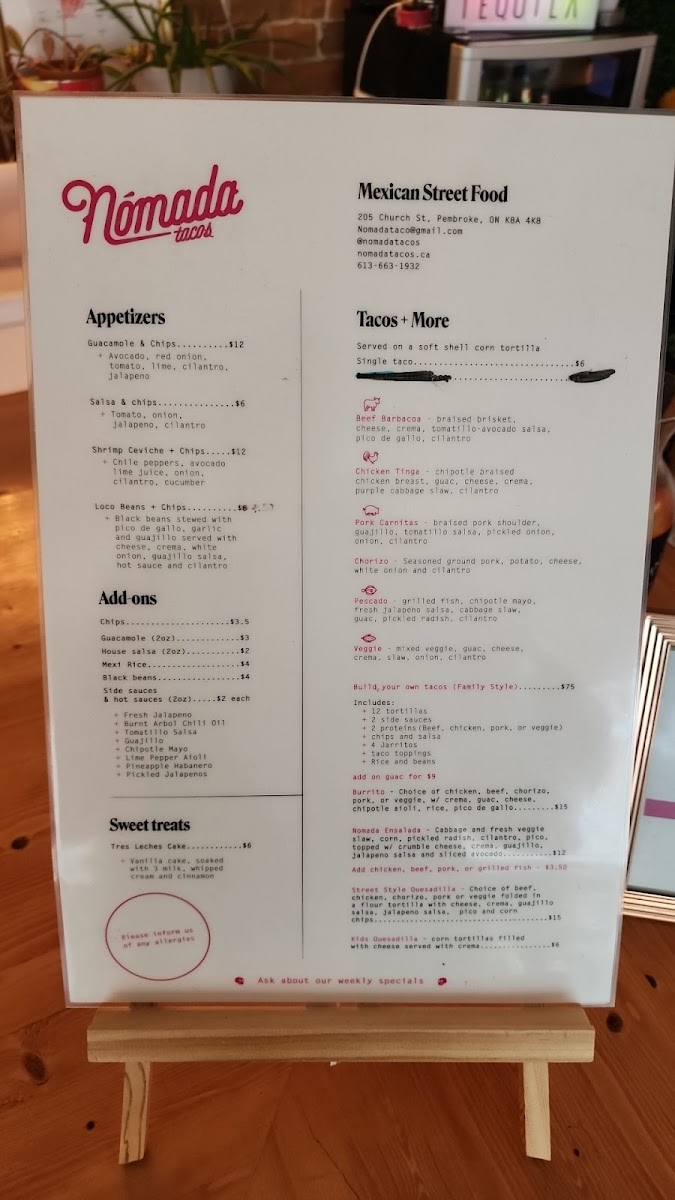 TEQUILA
Nómada
tacos
Mexican Street Food
205 Church St, Pembroke, ON K8A 4K8
Nomadataco@gmail.com
@nomadatacos
nomadatacos.ca
613-663-1932
Appetizers
Guacamole & Chips..........$12
+ Avocado, red onion,
tomato, lime, cilantro,
jalapeno
Salsa & chips...............$6
+ Tomato, onion,
jalapeno, cilantro
Shrimp Ceviche + Chips.....$12
+ Chile peppers, avocado
lime juice, onion,
cilantro, cucumber
Loco Beans + Chips..........$6
+ Black beans stewed with
pico de gallo, garlic
and guajillo served with
cheese, crema, white
onion, guajillo salsa,
hot sauce and cilantro
Add-ons
Chips......................$3.5
Guacamole (2oz)..............$3
House salsa (2oz)............$2
Mexi Rice....................$4
Black beans..................$4
Side sauces
& hot sauces (2oz).....$2 each
+ Fresh Jalapeno
+ Burnt Arbol Chili Oil
+ Tomatillo Salsa
+ Guajillo
+ Chipotle Mayo
+ Lime Pepper Aioli
+ Pineapple Habanero
+ Pickled Jalapenos
Sweet treats
Tres Leches Cake............$6
+ Vanilla cake, soaked
with 3 milk, whipped
cream and cinnamon
Please inform us
of any allergies
Tacos + More
Served on a soft shell corn tortilla
Single taco..................................$6
Beef Barbacoa - braised brisket,
cheese, crema, tomatillo-avocado salsa,
pico de gallo, cilantro
Chicken Tinga - chipotle braised
chicken breast, guac, cheese, crema,
purple cabbage slaw, cilantro
Pork Carnitas - braised pork shoulder,
guajillo, tomatillo salsa, pickled onion,
onion, cilantro
Chorizo - Seasoned ground pork, potato, cheese,
white onion and cilantro
Pescado - grilled fish, chipotle mayo,
fresh jalapeno salsa, cabbage slaw,
guac, pickled radish, cilantro
Veggie - mixed veggie, guac, cheese,
crema, slaw, onion, cilantro
Build,your own tacos (Family Style).........$75
Includes:
+ 12 tortillas
+ 2 side sauces
+ 2 proteins(Beef, chicken, pork, or veggie)
+ chips and salsa
+ 4 Jarritos
+ taco toppings
+ Rice and beans
add on guac for $9
Burrito - Choice of chicken, beef, chorizo,
pork, or veggie, w/ crema, guac, cheese,
chipotle aioli, rice, pico de gallo.........$15
Nomada Ensalada - Cabbage and fresh veggie
slaw, corn, pickled radish, cilantro, pico,
topped w/ crumble cheese, crema, guajillo,
jalapeno salsa and sliced avocado...........$12
Add chicken, beef, pork, or grilled fish - $3.50
Street Style Quesadilla - Choice of beef,
chicken, chorizo, pork or veggie folded in
a flour tortilla with cheese, crema, guajillo
salsa, jalapeno salsa, pico and corn
chips.......................................$15
Kids Quesadilla - corn tortillas filled
with cheese served with crema................$6
Ask about our weekly specials